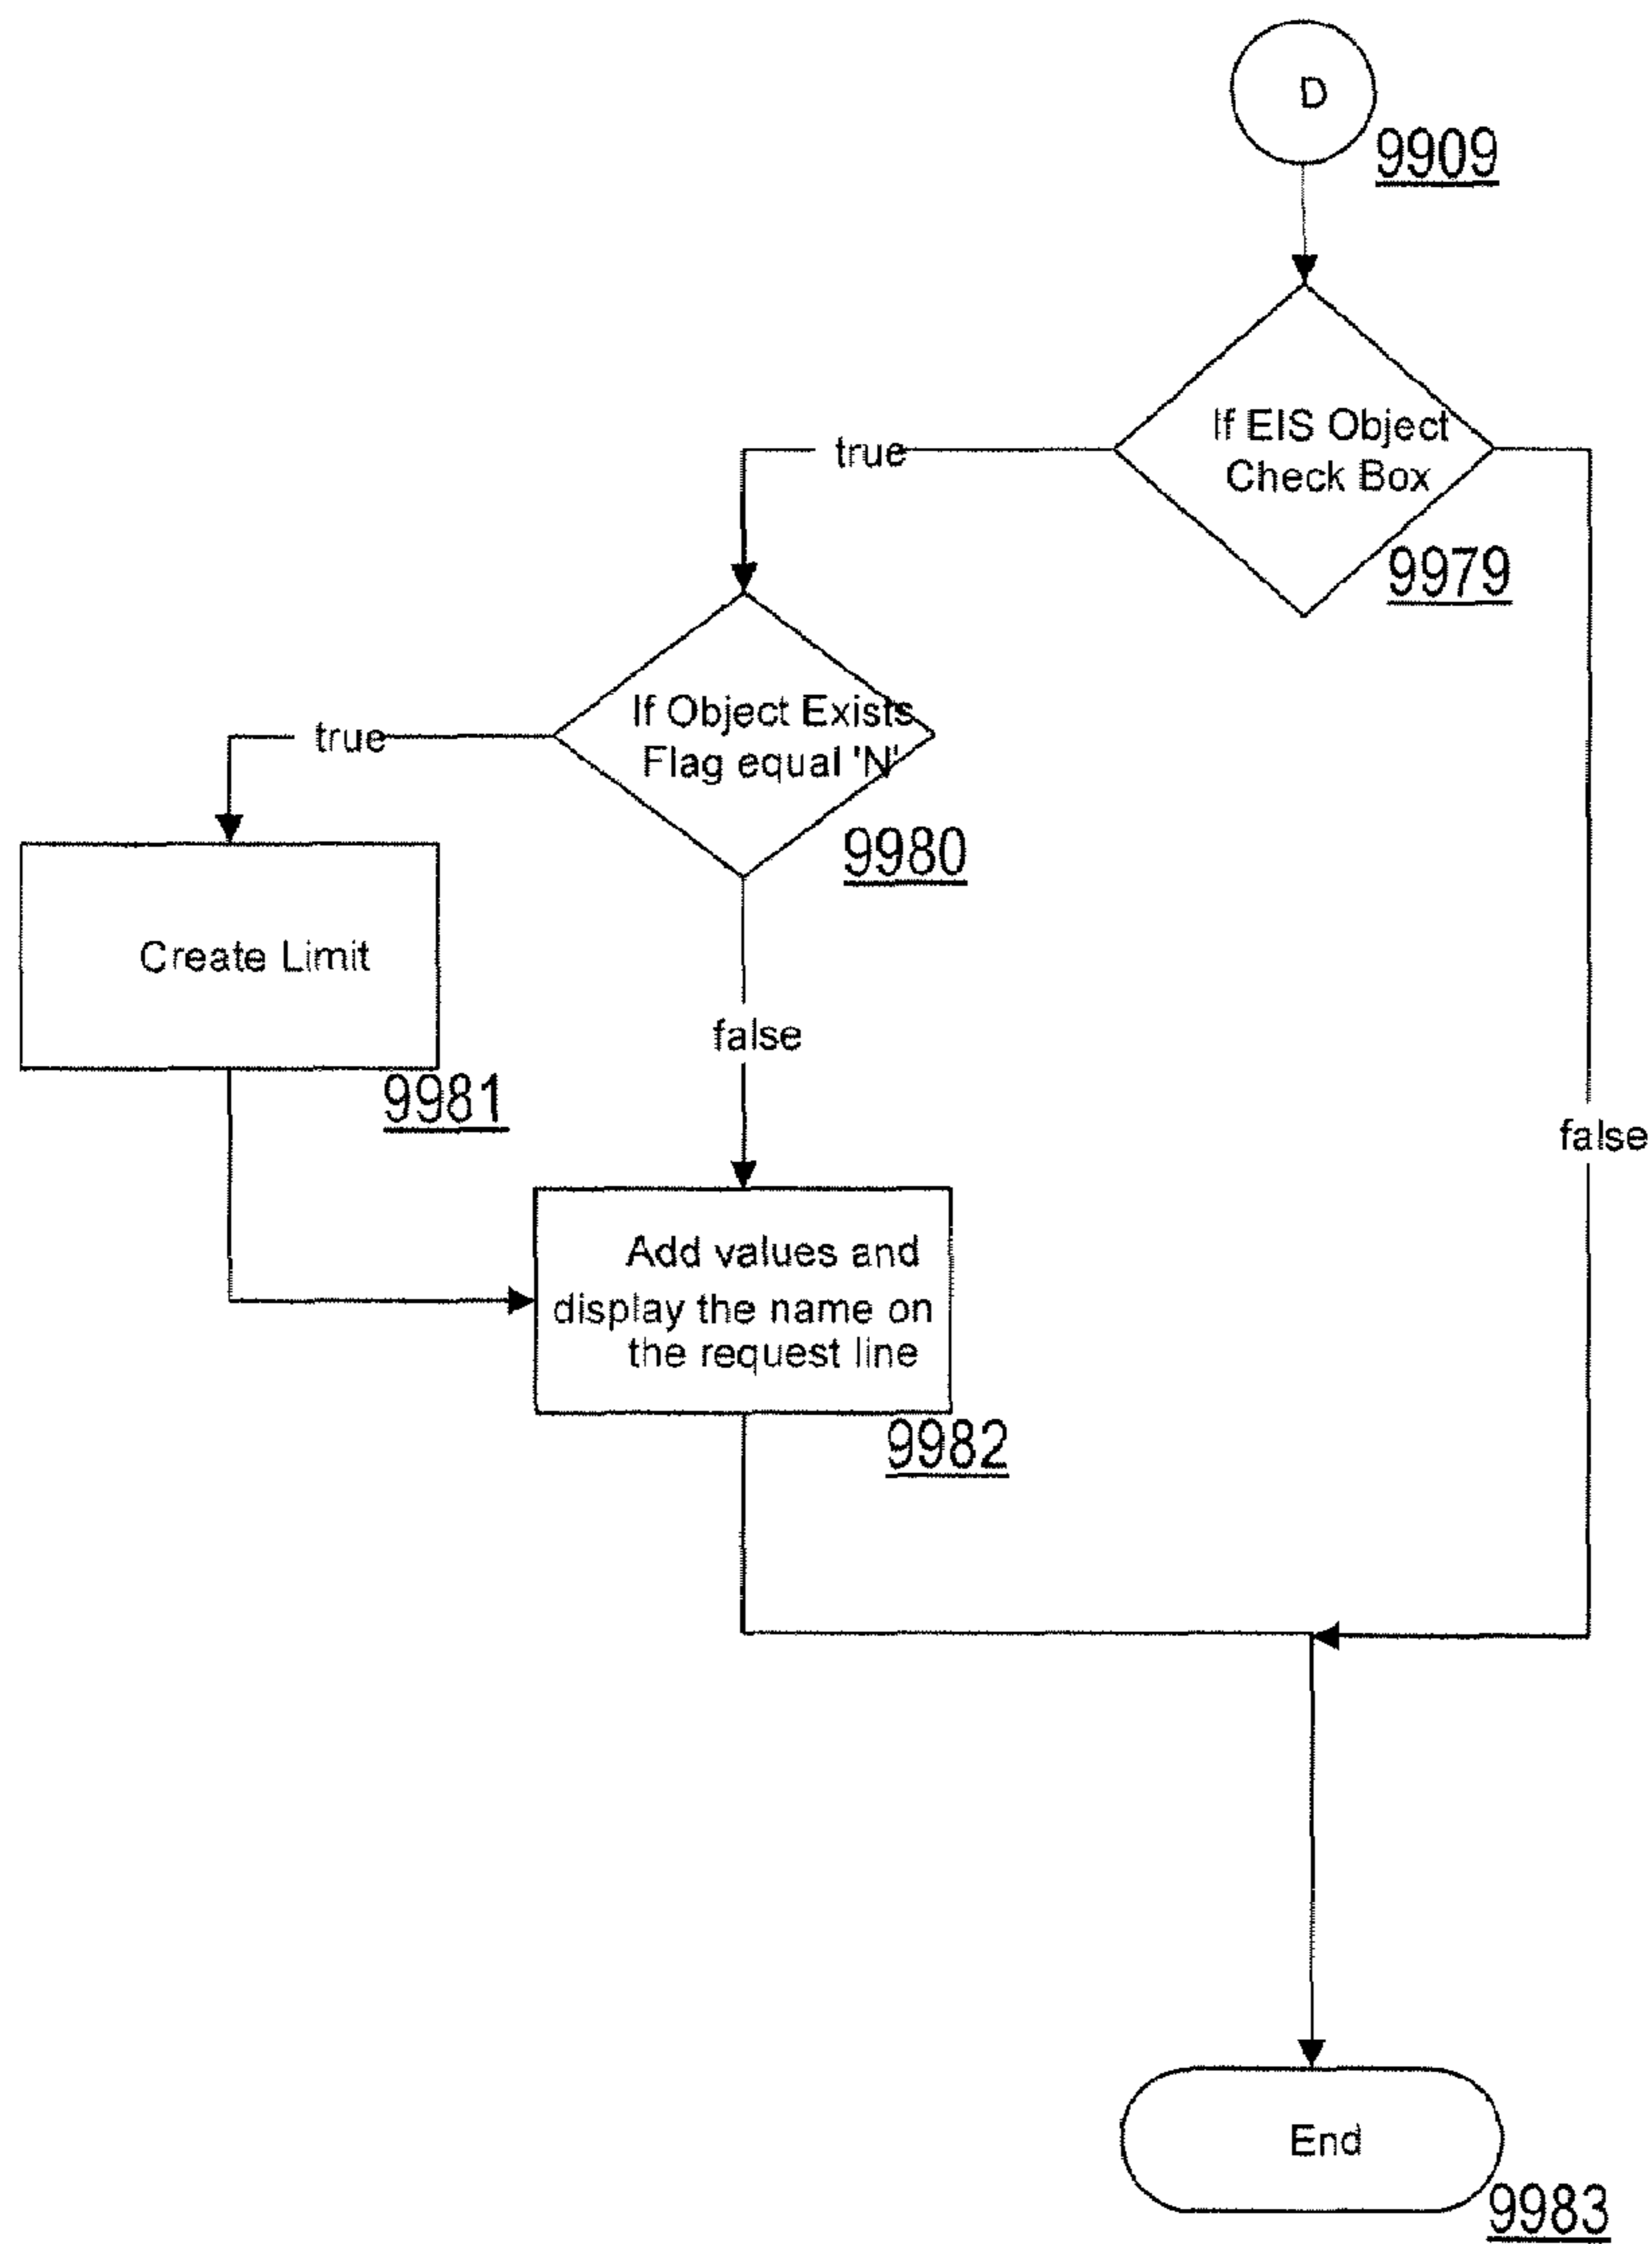 D
9909
If EIS Object
Check Box
9979
true
If Object Exists
Flag equal 'N'
9980
true
Create Limit
9981
false
false
Add values and
display the name on
the request line
9982
End
9983